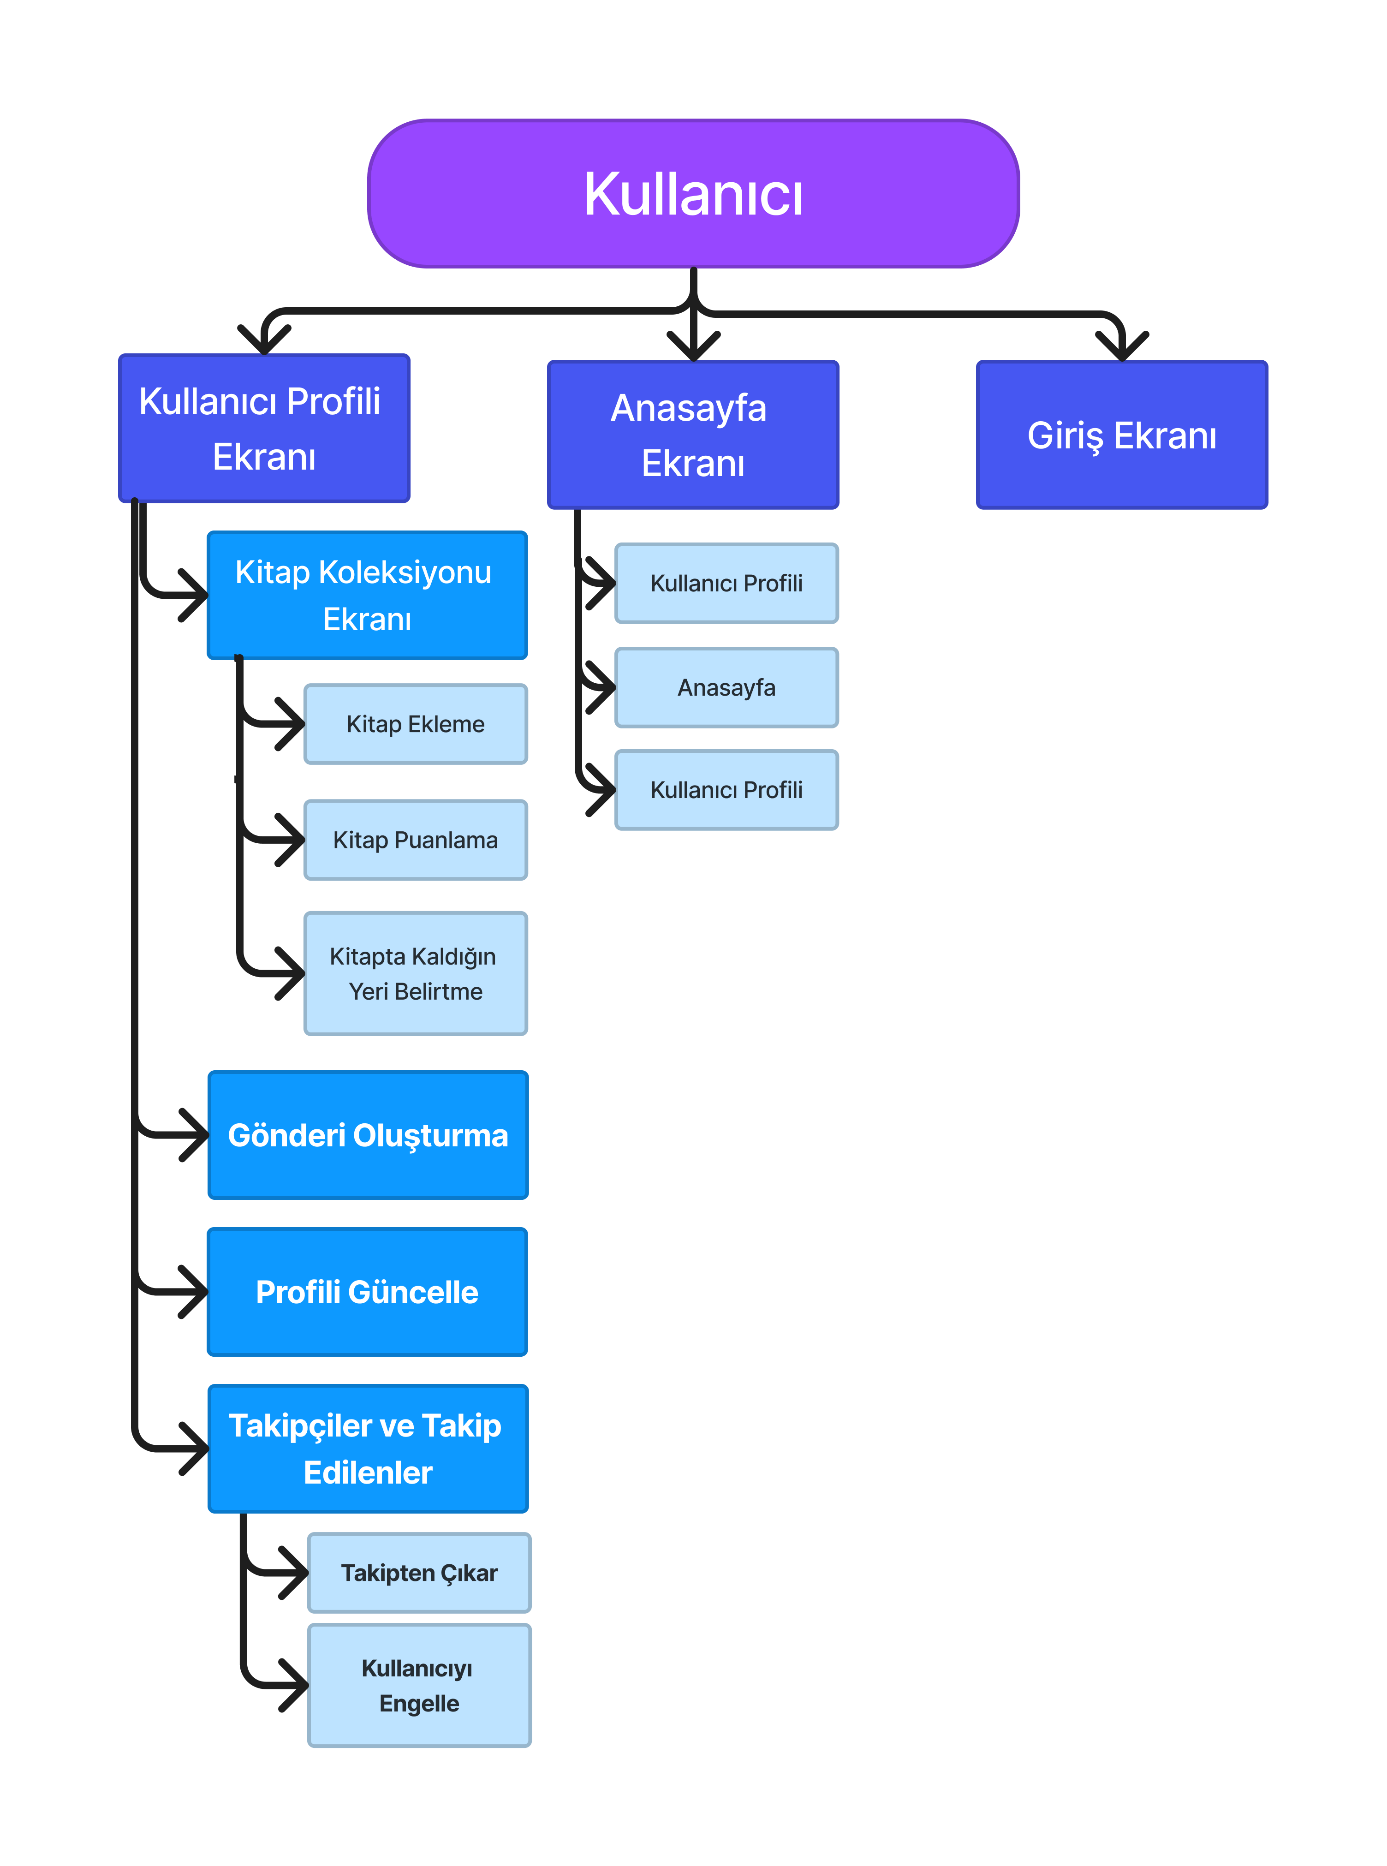 Kullanıcı
Kullanıcı Profili
Ekranı
Anasayfa
Ekranı
Giriş Ekranı
Kitap Koleksiyonu
Ekranı
Kitap Ekleme
Kitap Puanlama
Kitapta Kaldığın
Yeri Belirtme
Gönderi Oluşturma
Profili Güncelle
Takipçiler ve Takip
Edilenler
Takipten Çıkar
Kullanıcıyı
Engelle
Kullanıcı Profili
Anasayfa
Kullanıcı Profili